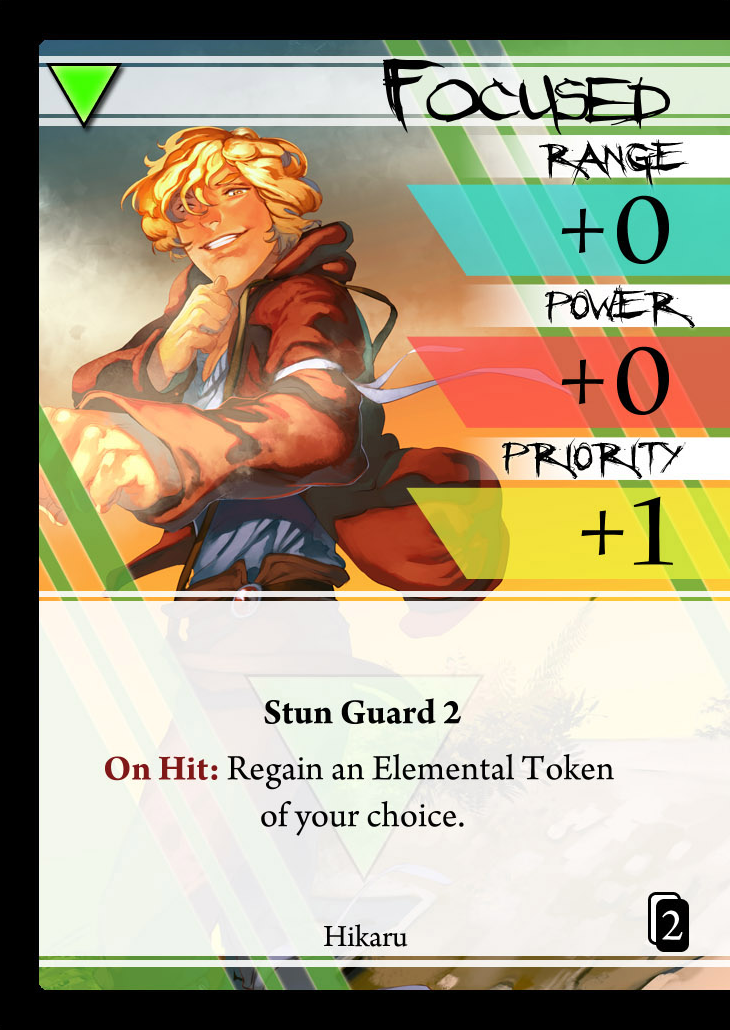 Focused
Range
+0
Power
+0
Priority
+1
Stun Guard 2
On Hit: Regain an Elemental Token
of your choice.
Hikaru
2